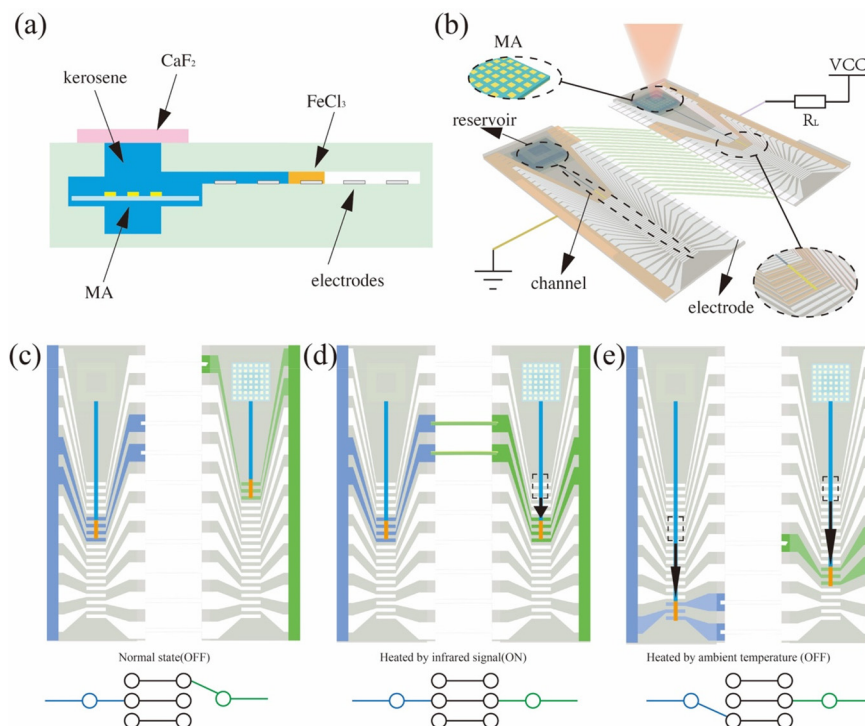 (a)
CaF₂
kerosene
FeCl₃
MA
electrodes
(b)
MA
VCC
R_L
reservoir
channel
electrode
(c)
(d)
(e)
Normal state(OFF)
Heated by infrared signal(ON)
Heated by ambient temperature (OFF)